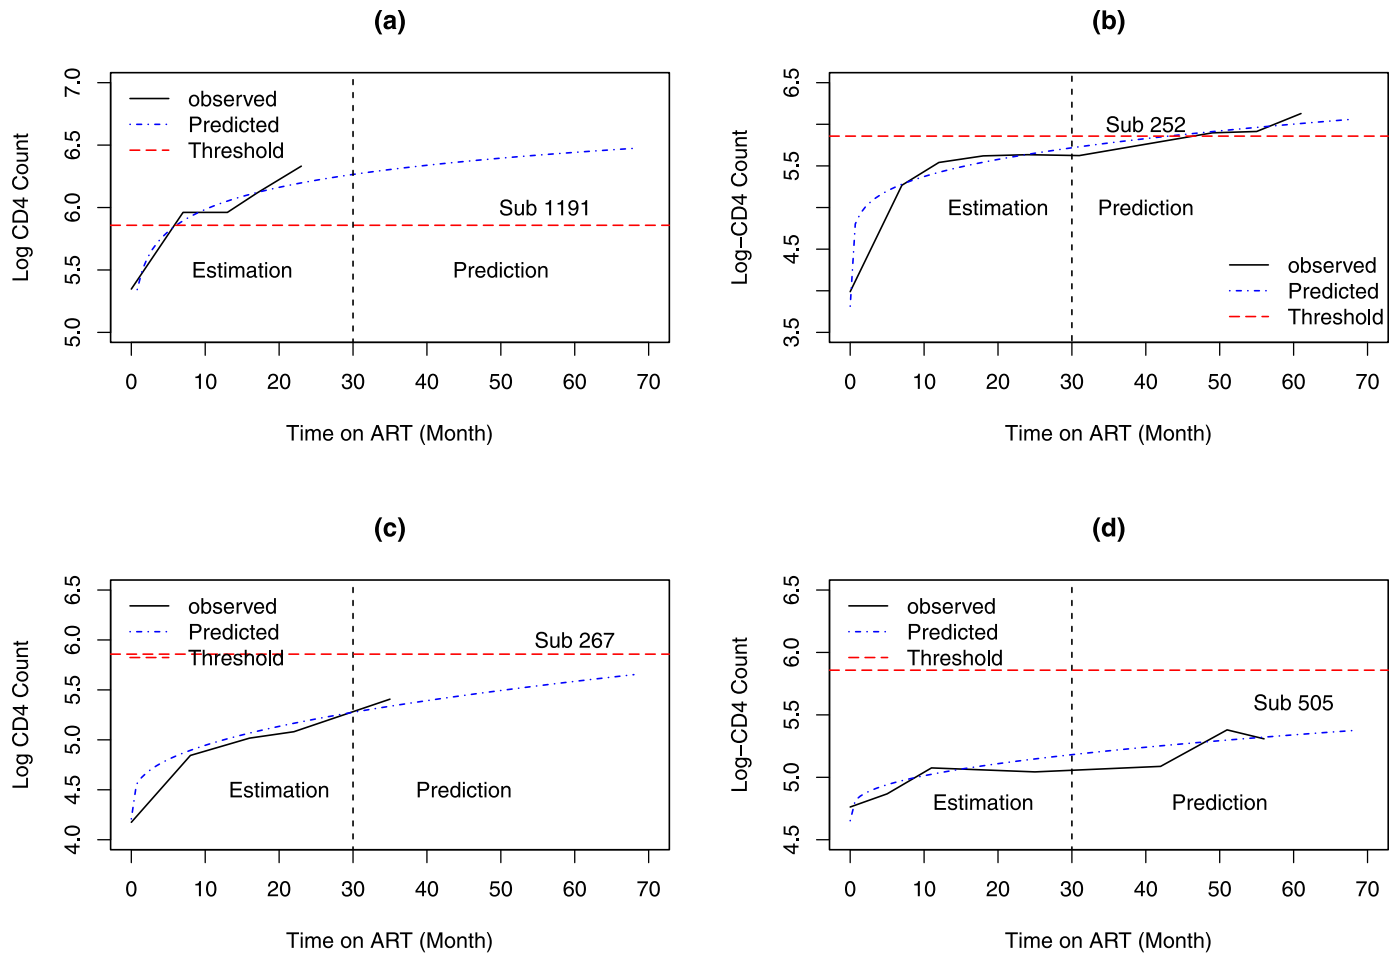 (a)
Log CD4 Count
7.0
6.5
6.0
5.5
5.0
observed
Predicted
Threshold
Sub 1191
Estimation
Prediction
0 10 20 30 40 50 60 70
Time on ART (Month)
(b)
Log−CD4 Count
6.5
5.5
4.5
3.5
Sub 252
Estimation
Prediction
observed
Predicted
Threshold
0 10 20 30 40 50 60 70
Time on ART (Month)
(c)
Log CD4 Count
6.5
6.0
5.5
5.0
4.5
4.0
observed
Predicted
Threshold
Sub 267
Estimation
Prediction
0 10 20 30 40 50 60 70
Time on ART (Month)
(d)
Log−CD4 Count
6.5
6.0
5.5
5.0
4.5
observed
Predicted
Threshold
Sub 505
Estimation
Prediction
0 10 20 30 40 50 60 70
Time on ART (Month)